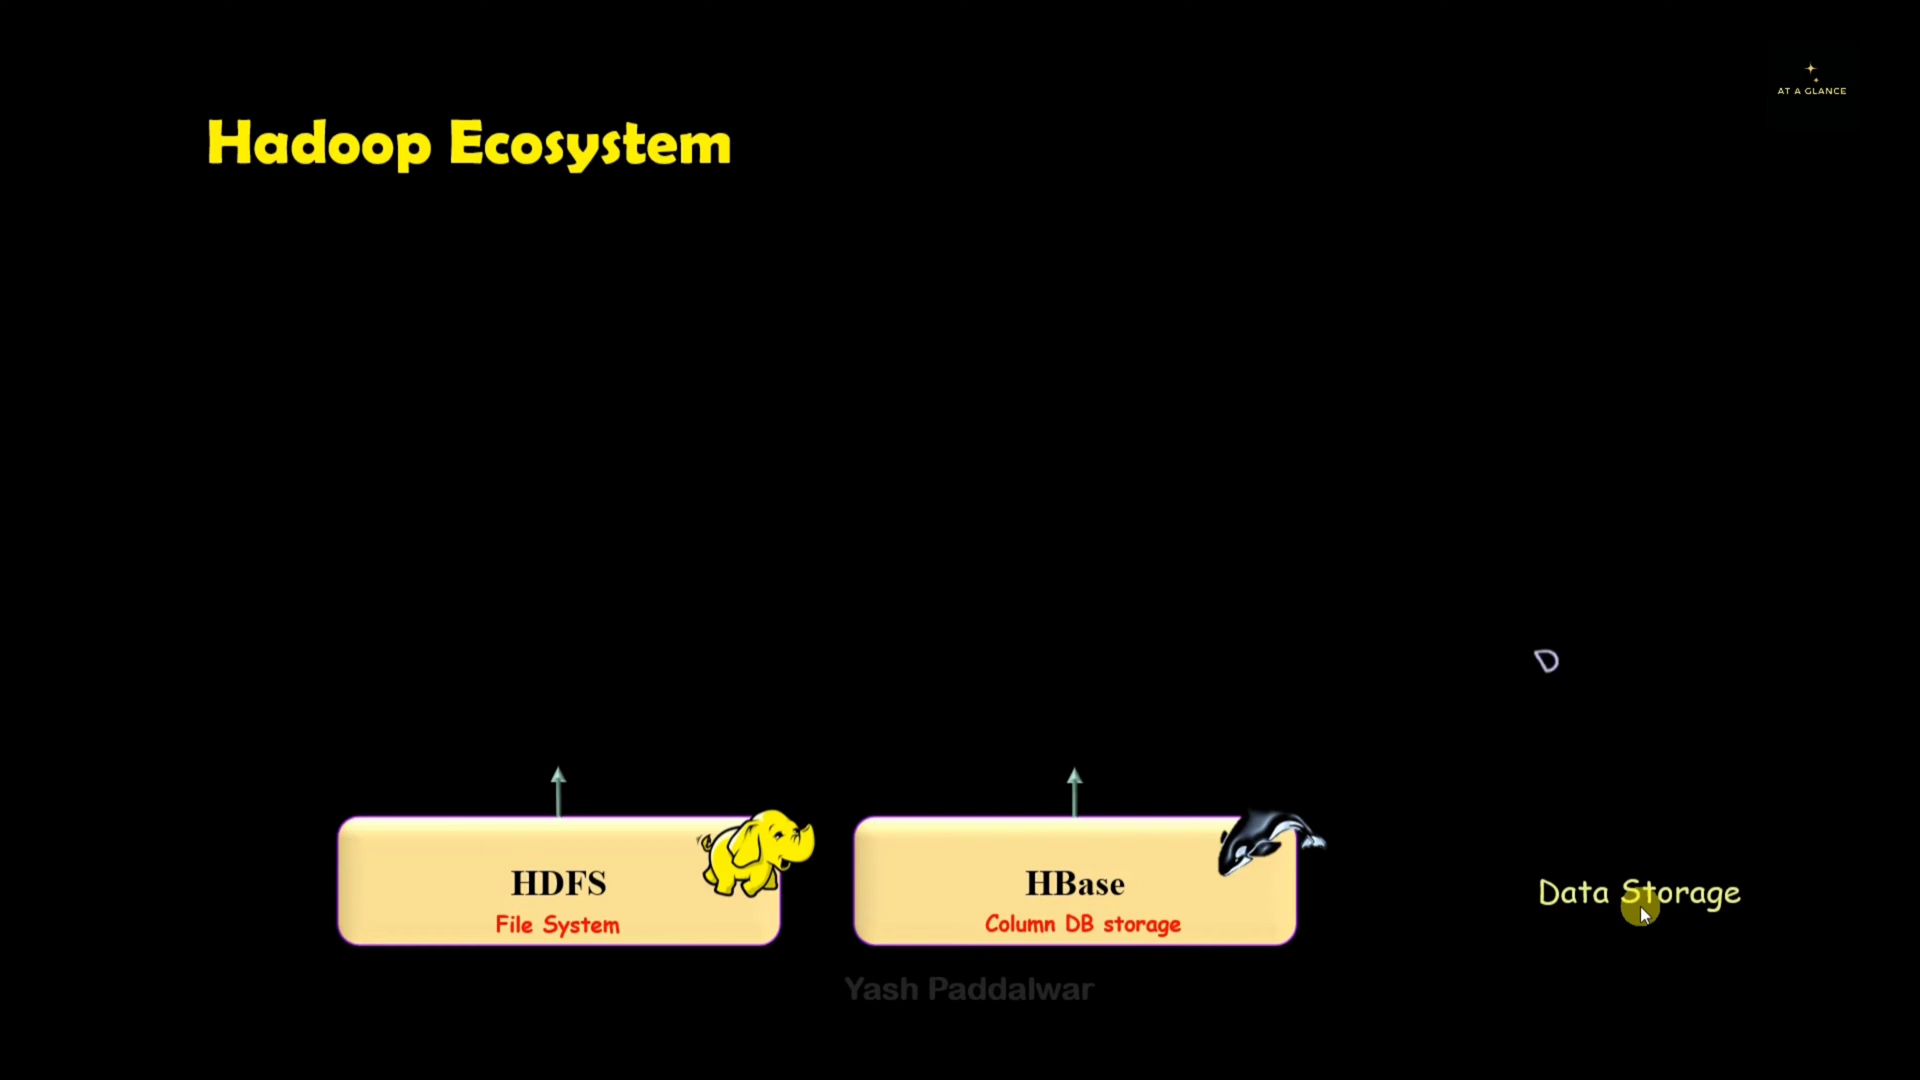 AT A GLANCE
Hadoop Ecosystem
D
HDFS
File System
HBase
Column DB storage
Data Storage
Yash Paddalwar